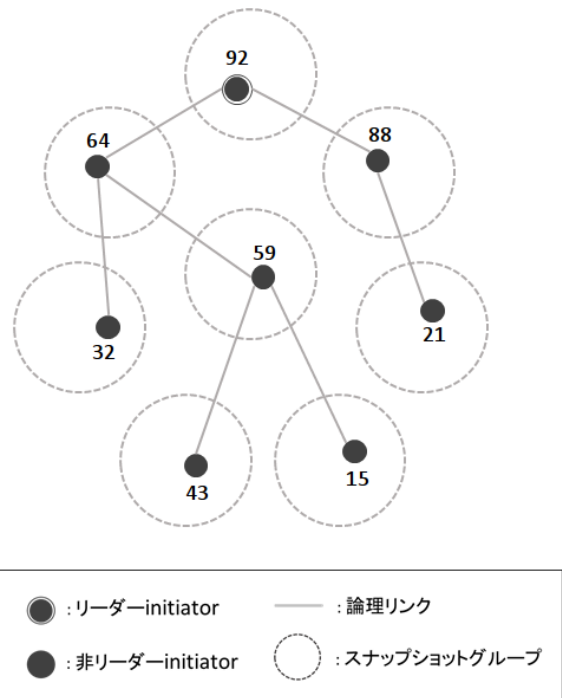 92
64
88
59
32
21
43
15
: リーダーinitiator
: 論理リンク
: 非リーダーinitiator
: スナップショットグループ